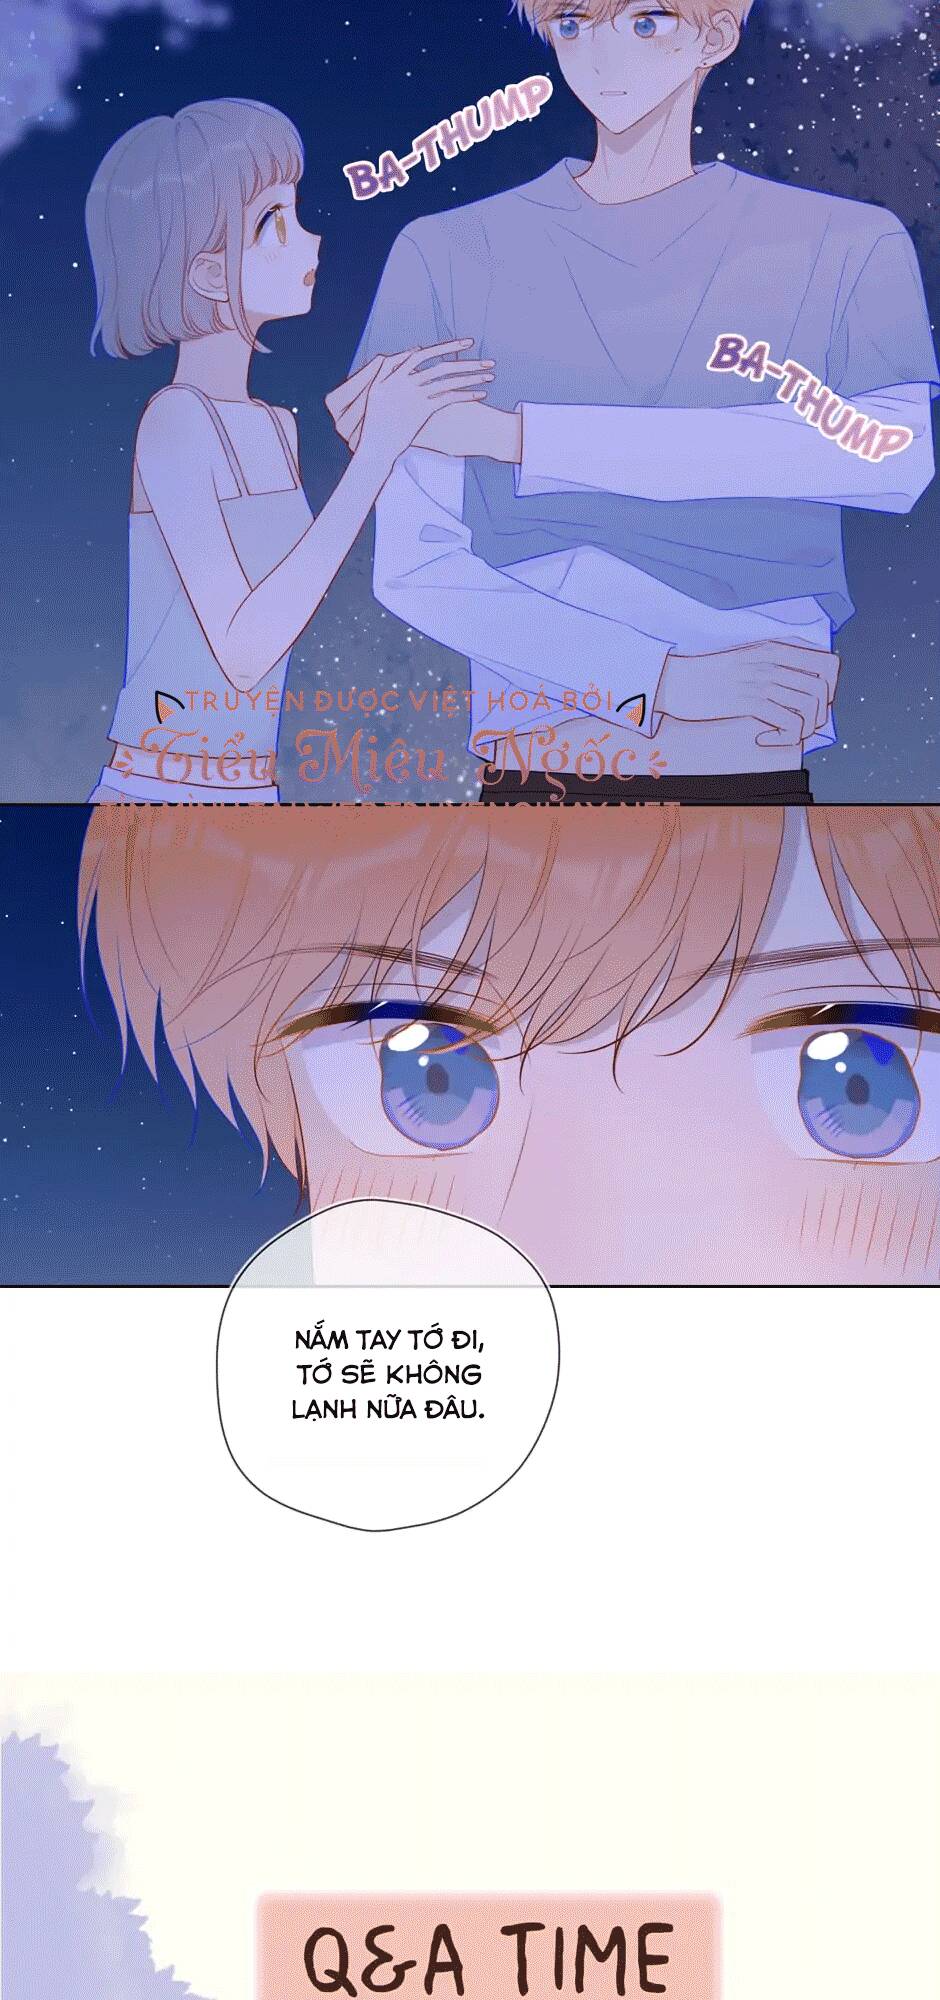 BA-THUMP
BA-THUMP
TRUYỆN ĐƯỢC VIỆT HOÁ BỞI
Tiểu Miêu Ngốc
NẮM TAY TỚ ĐI,
TỚ SẼ KHÔNG
LẠNH NỮA ĐÂU.
Q&A TIME